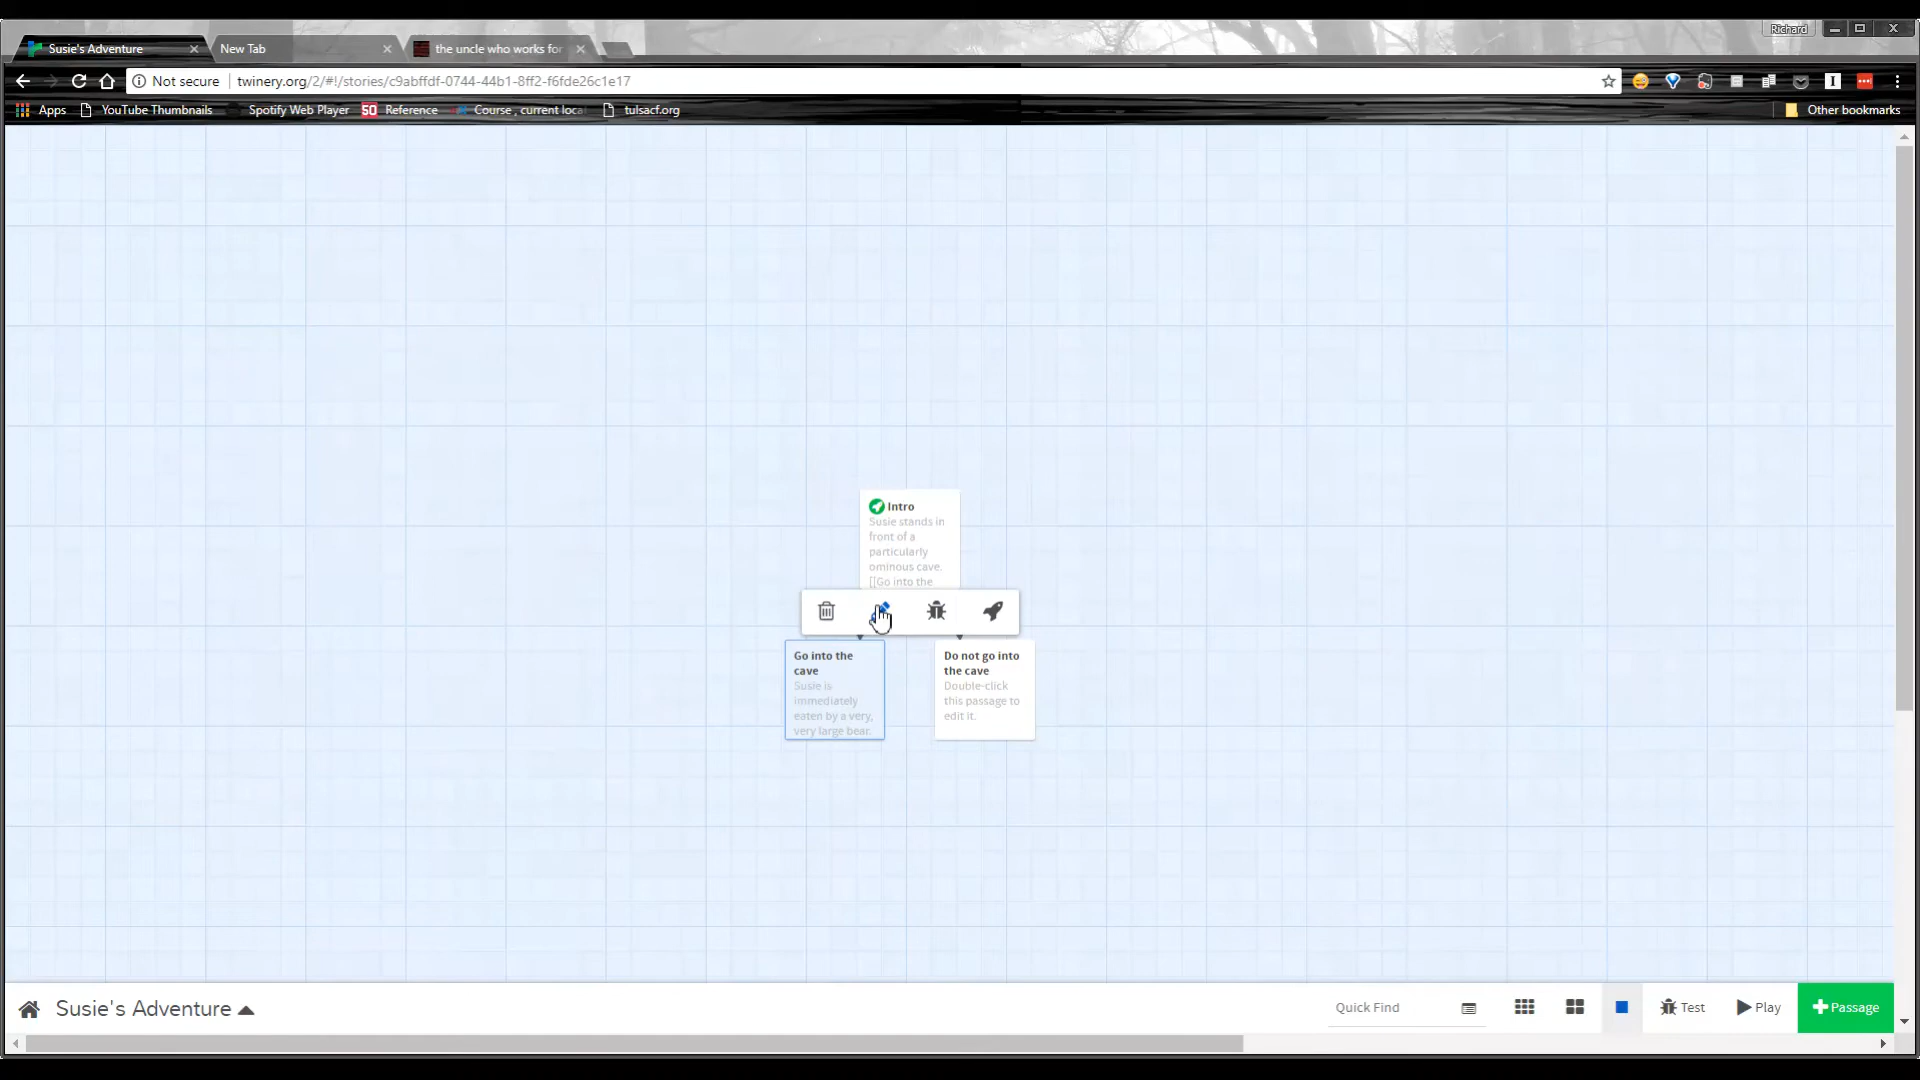 Richard
Susie's Adventure
New Tab
the uncle who works for
Not secure
twinery.org/2/#!/stories/c9abffdf-0744-44b1-8ff2-f6fde26c1e17
Apps
YouTube Thumbnails
Spotify Web Player
50
Reference
Course , current loca
tulsacf.org
Other bookmarks
Intro
Susie stands in
front of a
particularly
ominous cave.
[[Go into the
Go into the
cave
Susie is
immediately
eaten by a very,
very large bear.
Do not go into
the cave
Double-click
this passage to
edit it.
Susie's Adventure
Quick Find
Test
Play
Passage